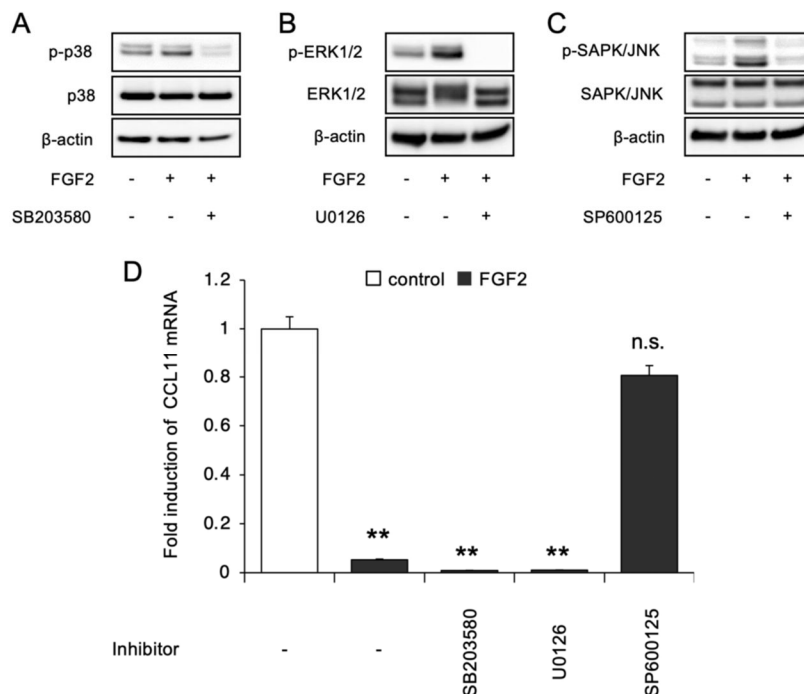 A
p-p38
p38
β-actin
FGF2 - + +
SB203580 - - +
B
p-ERK1/2
ERK1/2
β-actin
FGF2 - + +
U0126 - - +
C
p-SAPK/JNK
SAPK/JNK
β-actin
FGF2 - + +
SP600125 - - +
D
control FGF2
Fold induction of CCL11 mRNA
1.2
1
0.8
0.6
0.4
0.2
0
** ** ** n.s.
Inhibitor - - SB203580 U0126 SP600125